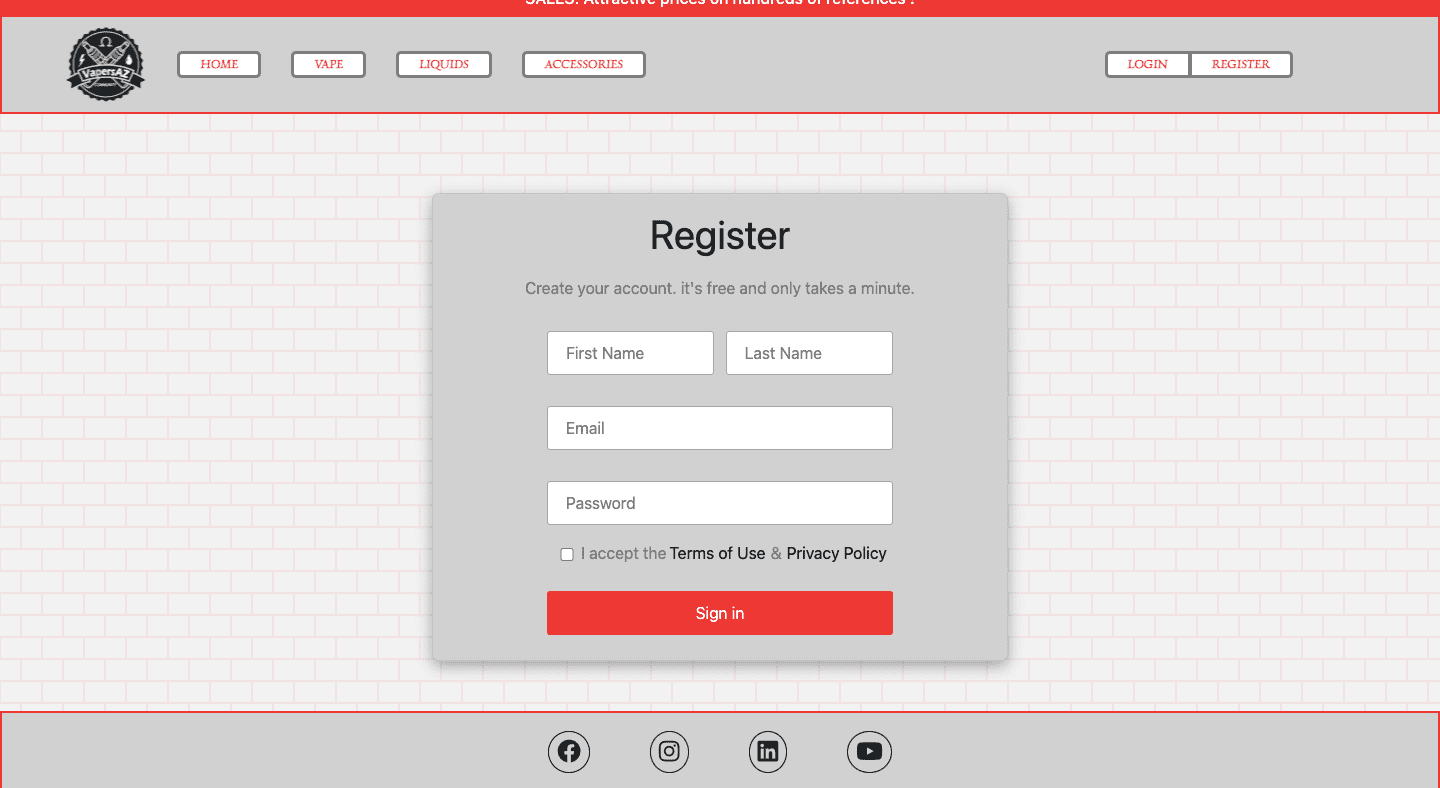 SALES: Attractive prices on hundreds of references !
VapersAZ
COMMUNITY
HOME VAPE LIQUIDS ACCESSORIES LOGIN REGISTER
Register
Create your account. it's free and only takes a minute.
First Name Last Name
Email
Password
I accept the Terms of Use & Privacy Policy
Sign in